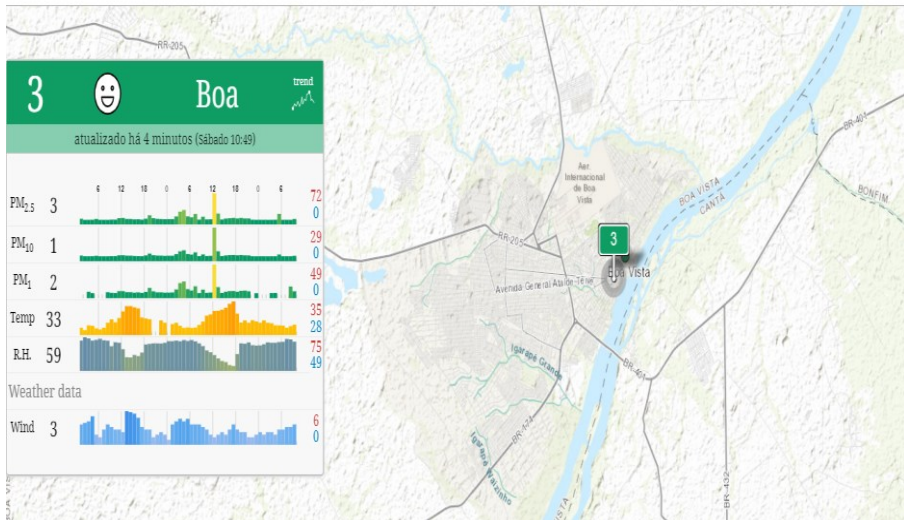 3 Boa trend
atualizado há 4 minutos (Sábado 10:49)
6 12 18 0 6 12 18 0 6
PM2.5 3 72
0
PM10 1 29
0
PM1 2 49
0
Temp 33 35
28
R.H. 59 75
49
Weather data
Wind 3 6
0
RR-205
Aer.
Internacional
de Boa
Vista
BOA VISTA
CANTÁ
BR-401
BONFIM
RR-205
3
Boa Vista
Avenida General Ataíde Teive
Igarapé Grande
BR-401
BR-174
BR-432
VISTA